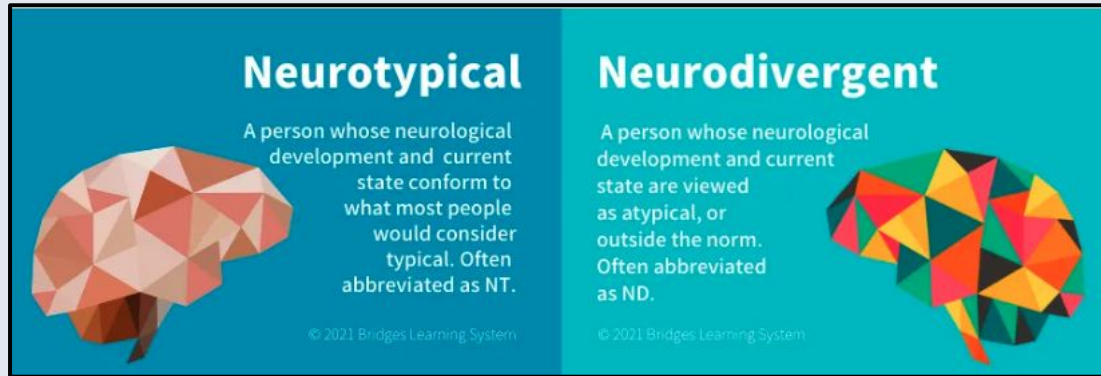 Neurotypical
A person whose neurological
development and current
state conform to
what most people
would consider
typical. Often
abbreviated as NT.
© 2021 Bridges Learning System
Neurodivergent
A person whose neurological
development and current
state are viewed
as atypical, or
outside the norm.
Often abbreviated
as ND.
© 2021 Bridges Learning System